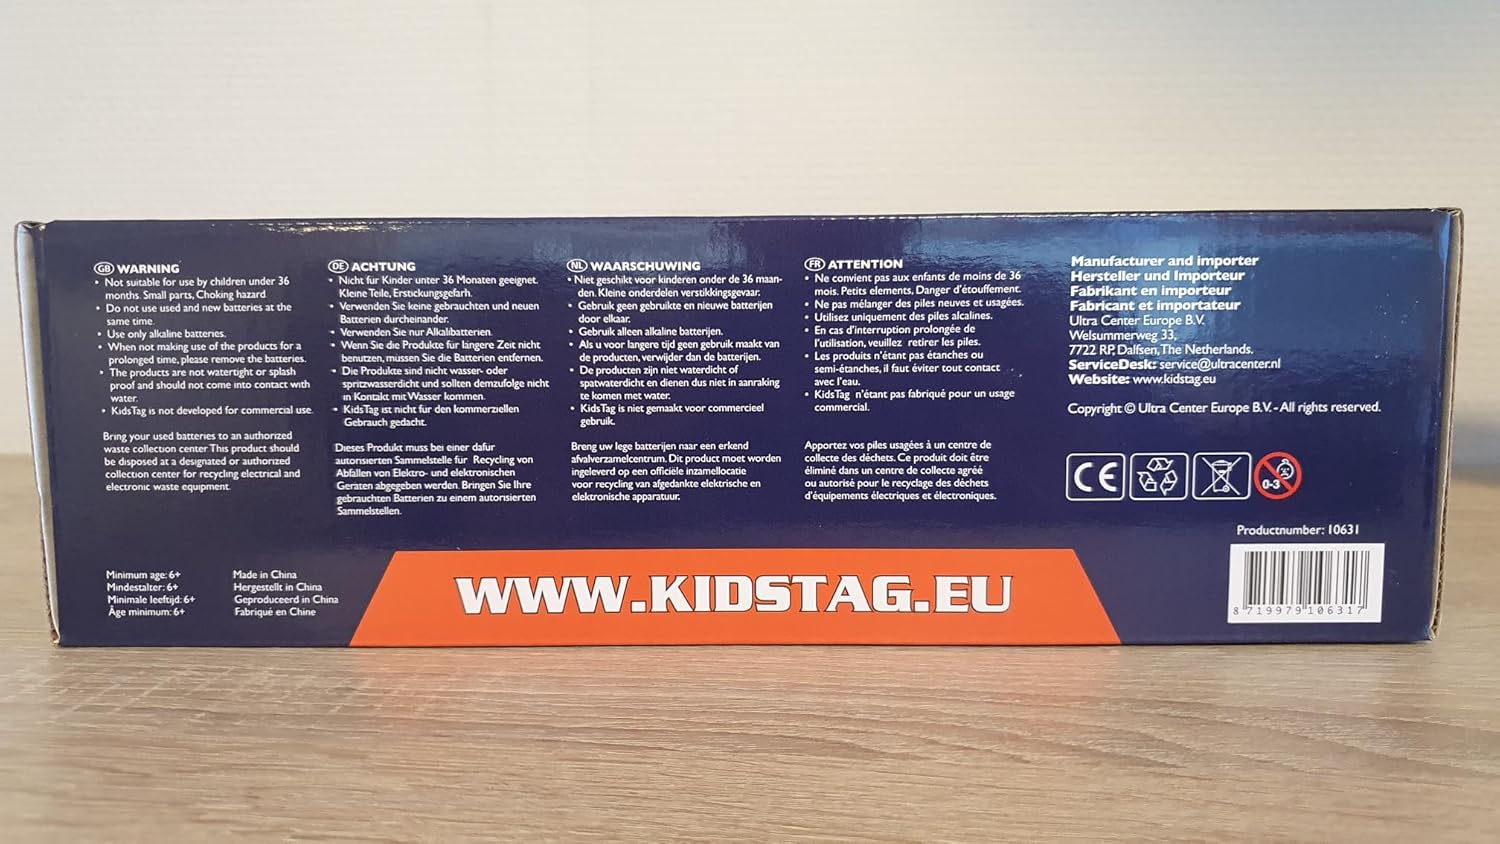 GB WARNING
• Not suitable for use by children under 36
months. Small parts, Choking hazard
• Do not use used and new batteries at the
same time.
• Use only alkaline batteries.
• When not making use of the products for a
prolonged time, please remove the batteries.
• The products are not watertight or splash
proof and should not come into contact with
water.
• KidsTag is not developed for commercial use.
Bring your used batteries to an authorized
waste collection center This product should
be disposed at a designated or authorized
collection center for recycling electrical and
electronic waste equipment.
DE ACHTUNG
• Nicht für Kinder unter 36 Monaten geeignet.
Kleine Teile, Erstickungsgefarh.
• Verwenden Sie keine gebrauchten und neuen
Batterien durcheinander.
• Verwenden Sie nur Alkalibatterien.
• Wenn Sie die Produkte für langere Zeit nicht
benutzen, müssen Sie die Batterien entfernen.
• Die Produkte sind nicht wasser- oder
spritzwasserdicht und sollten demzufolge nicht
in Kontakt mit Wasser kommen.
• KidsTag ist nicht für den kommerziellen
Gebrauch gedacht.
Dieses Produkt muss bei einer dafur
autorisierten Sammelstelle für Recycling von
Abfällen von Elektro- und elektronischen
Geraten abgegeben werden. Bringen Sie Ihre
gebrauchten Batterien zu einem autorisierten
Sammelstellen.
NL WAARSCHUWING
• Niet geschikt voor kinderen onder de 36 maan-
den. Kleine onderdelen verstikkingsgevaar.
• Gebruik geen gebruikte en nieuwe batterijen
door elkaar.
• Gebruik alleen alkaline batterijen.
• Als u voor langere tijd geen gebruik maakt van
de producten, verwijder dan de batterijen.
• De producten zijn niet waterdicht of
spatwaterdicht en dienen dus niet in aanraking
te komen met water.
• KidsTag is niet gemaakt voor commercieel
gebruik.
Breng uw lege batterijen naar een erkend
afvalverzamelcentrum. Dit product moet worden
ingeleverd op een officiële inzamellocatie
voor recycling van afgedankte elektrische en
elektronische apparatuur.
FR ATTENTION
• Ne convient pas aux enfants de moins de 36
mois. Petits elements, Danger d'étouffement.
• Ne pas mélanger des piles neuves et usagées.
• Utilisez uniquement des piles alcalines.
• En cas d'interruption prolongée de
l'utilisation, veuillez retirer les piles.
• Les produits n'étant pas étanches ou
semi-étanches, il faut éviter tout contact
avec l'eau.
• KidsTag n'étant pas fabriqué pour un usage
commercial.
Apportez vos piles usagées à un centre de
collecte des déchets. Ce produit doit être
éliminé dans un centre de collecte agréé
ou autorisé pour le recyclage des déchets
d'équipements électriques et électroniques.
Manufacturer and importer
Hersteller und Importeur
Fabrikant en importeur
Fabricant et importateur
Ultra Center Europe B.V.
Welsummerweg 33,
7722 RP, Dalfsen, The Netherlands.
ServiceDesk: service@ultracenter.nl
Website: www.kidstag.eu
Copyright © Ultra Center Europe B.V. - All rights reserved.
CE
0-3
Productnumber: 10631
8 719979 106317
Minimum age: 6+
Mindestalter: 6+
Minimale leeftijd: 6+
Âge minimum: 6+
Made in China
Hergestellt in China
Geproduceerd in China
Fabriqué en Chine
WWW.KIDSTAG.EU